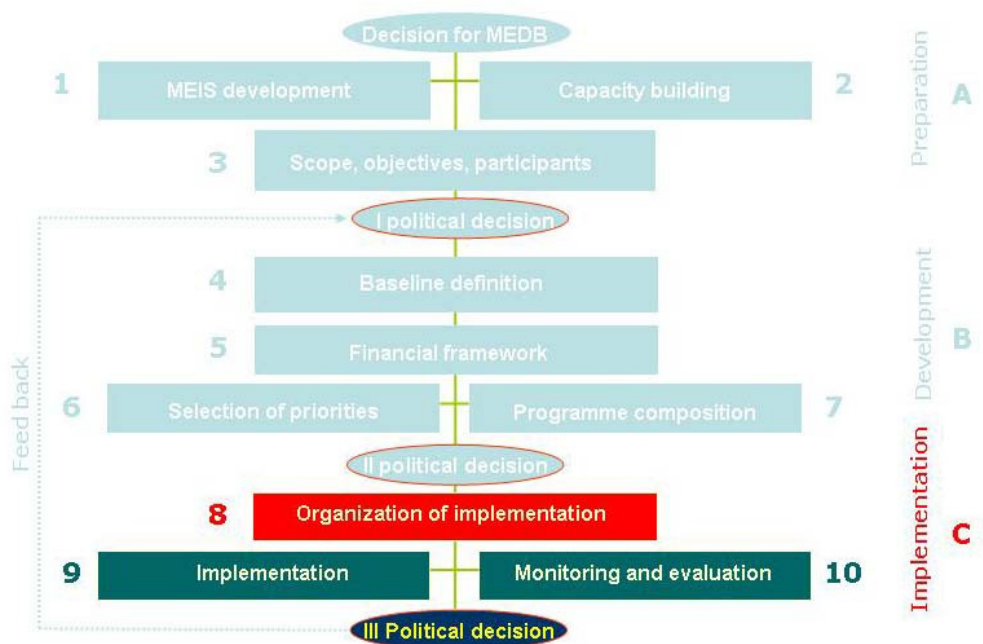 Decision for MEDB
1 MEIS development Capacity building 2
3 Scope, objectives, participants
Preparation A
I political decision
4 Baseline definition
5 Financial framework
6 Selection of priorities Programme composition 7
Development B
Feed back
II political decision
8 Organization of implementation
9 Implementation Monitoring and evaluation 10
Implementation C
III Political decision